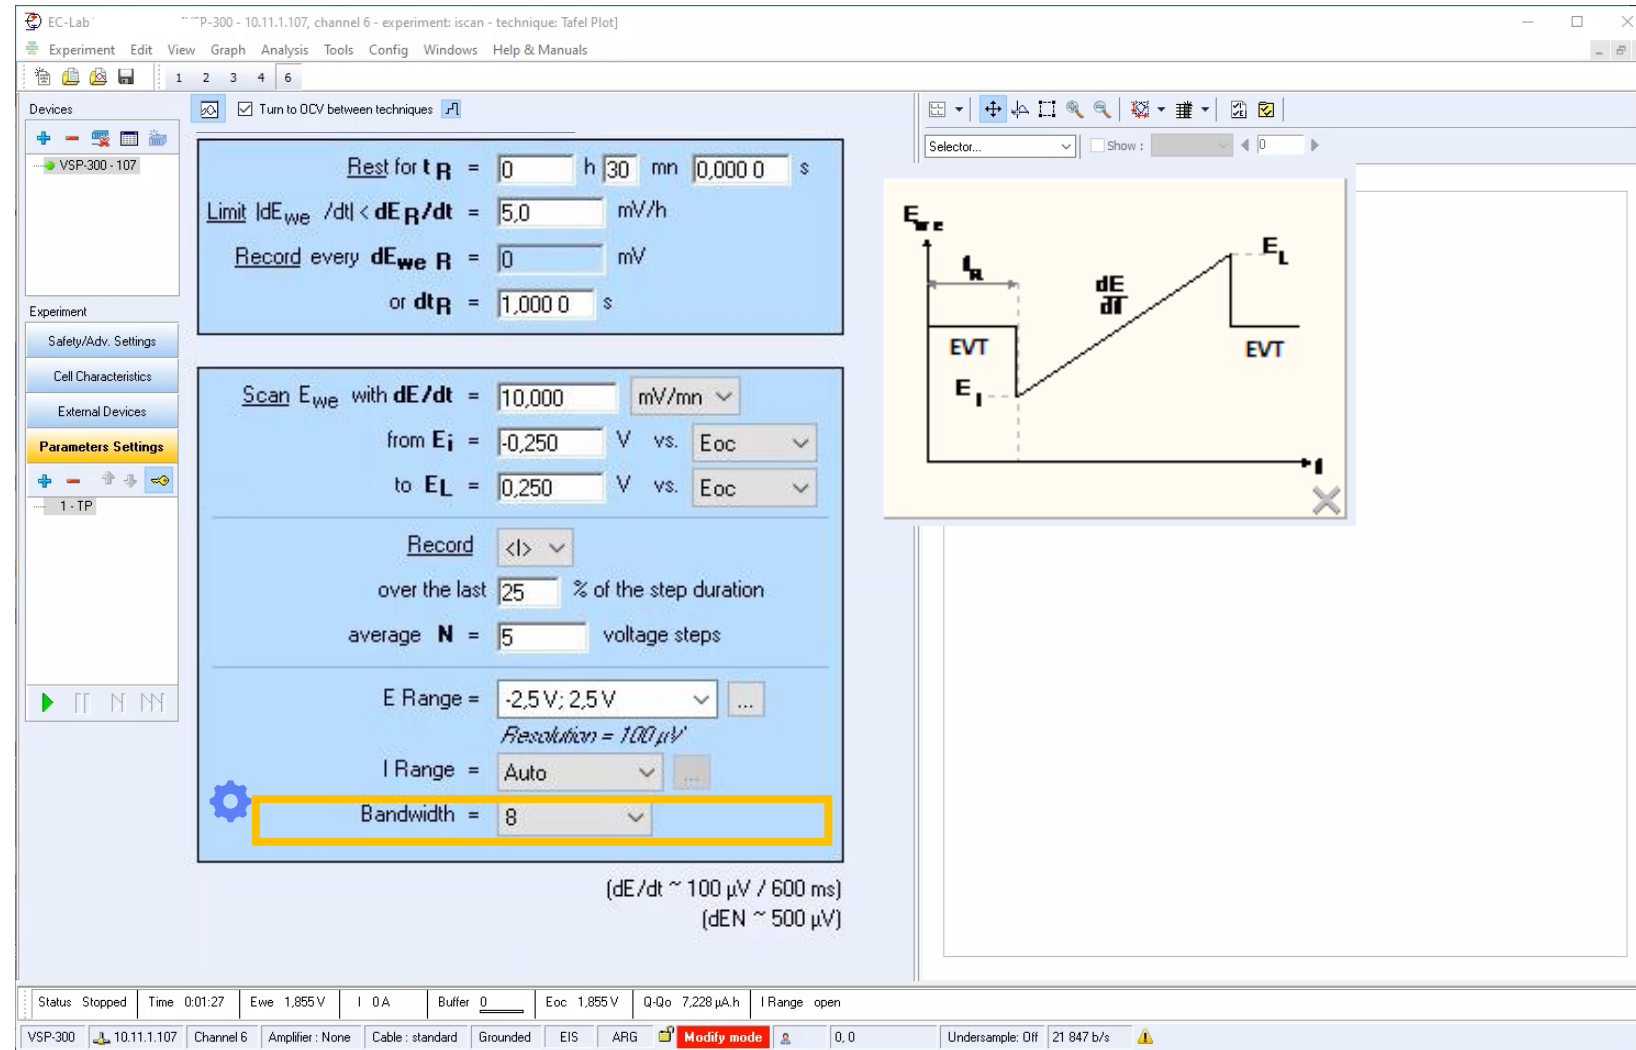 EC-Lab
P-300 - 10.11.1.107, channel 6 - experiment: iscan - technique: Tafel Plot]
Experiment Edit View Graph Analysis Tools Config Windows Help & Manuals
1 2 3 4 6
Devices
Turn to OCV between techniques
VSP-300 - 107
Experiment
Safety/Adv. Settings
Cell Characteristics
External Devices
Parameters Settings
1 - TP
Rest for tR = 0 h 30 mn 0,000 0 s
Limit |dEwe /dt| < dER/dt = 5,0 mV/h
Record every dEwe R = 0 mV
or dtR = 1,000 0 s
Scan Ewe with dE/dt = 10,000 mV/mn
from Ei = -0,250 V vs. Eoc
to EL = 0,250 V vs. Eoc
Record <I>
over the last 25 % of the step duration
average N = 5 voltage steps
E Range = -2,5 V; 2,5 V ...
Resolution = 100 µV
I Range = Auto ...
Bandwidth = 8
(dE/dt ~ 100 µV / 600 ms)
(dEN ~ 500 µV)
Selector... Show : 0
Ewe
tR
dE
dT
EL
EVT
EVT
EI
t
Status Stopped Time 0:01:27 Ewe 1,855 V I 0 A Buffer 0 Eoc 1,855 V Q-Qo 7,228 µA.h I Range open
VSP-300 10.11.1.107 Channel 6 Amplifier : None Cable : standard Grounded EIS ARG Modify mode 0, 0 Undersample: Off 21 847 b/s